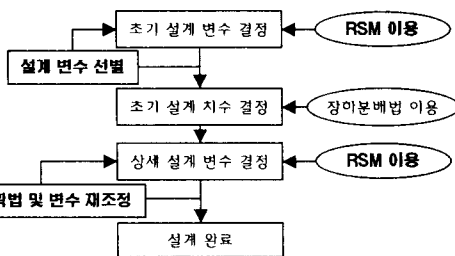 초기 설계 변수 결정
RSM 이용
설계 변수 선별
초기 설계 치수 결정
장하분배법 이용
상세 설계 변수 결정
RSM 이용
및 변수 재조정
설계 완료